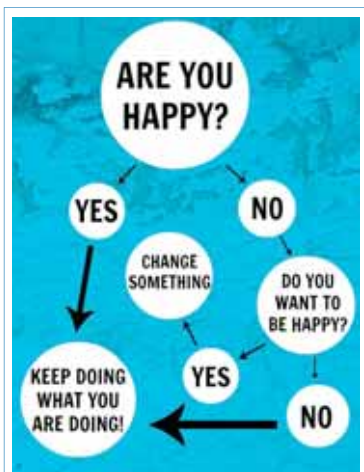 ARE YOU
HAPPY?
YES
NO
CHANGE
SOMETHING
DO YOU
WANT TO
BE HAPPY?
YES
KEEP DOING
WHAT YOU
ARE DOING!
NO